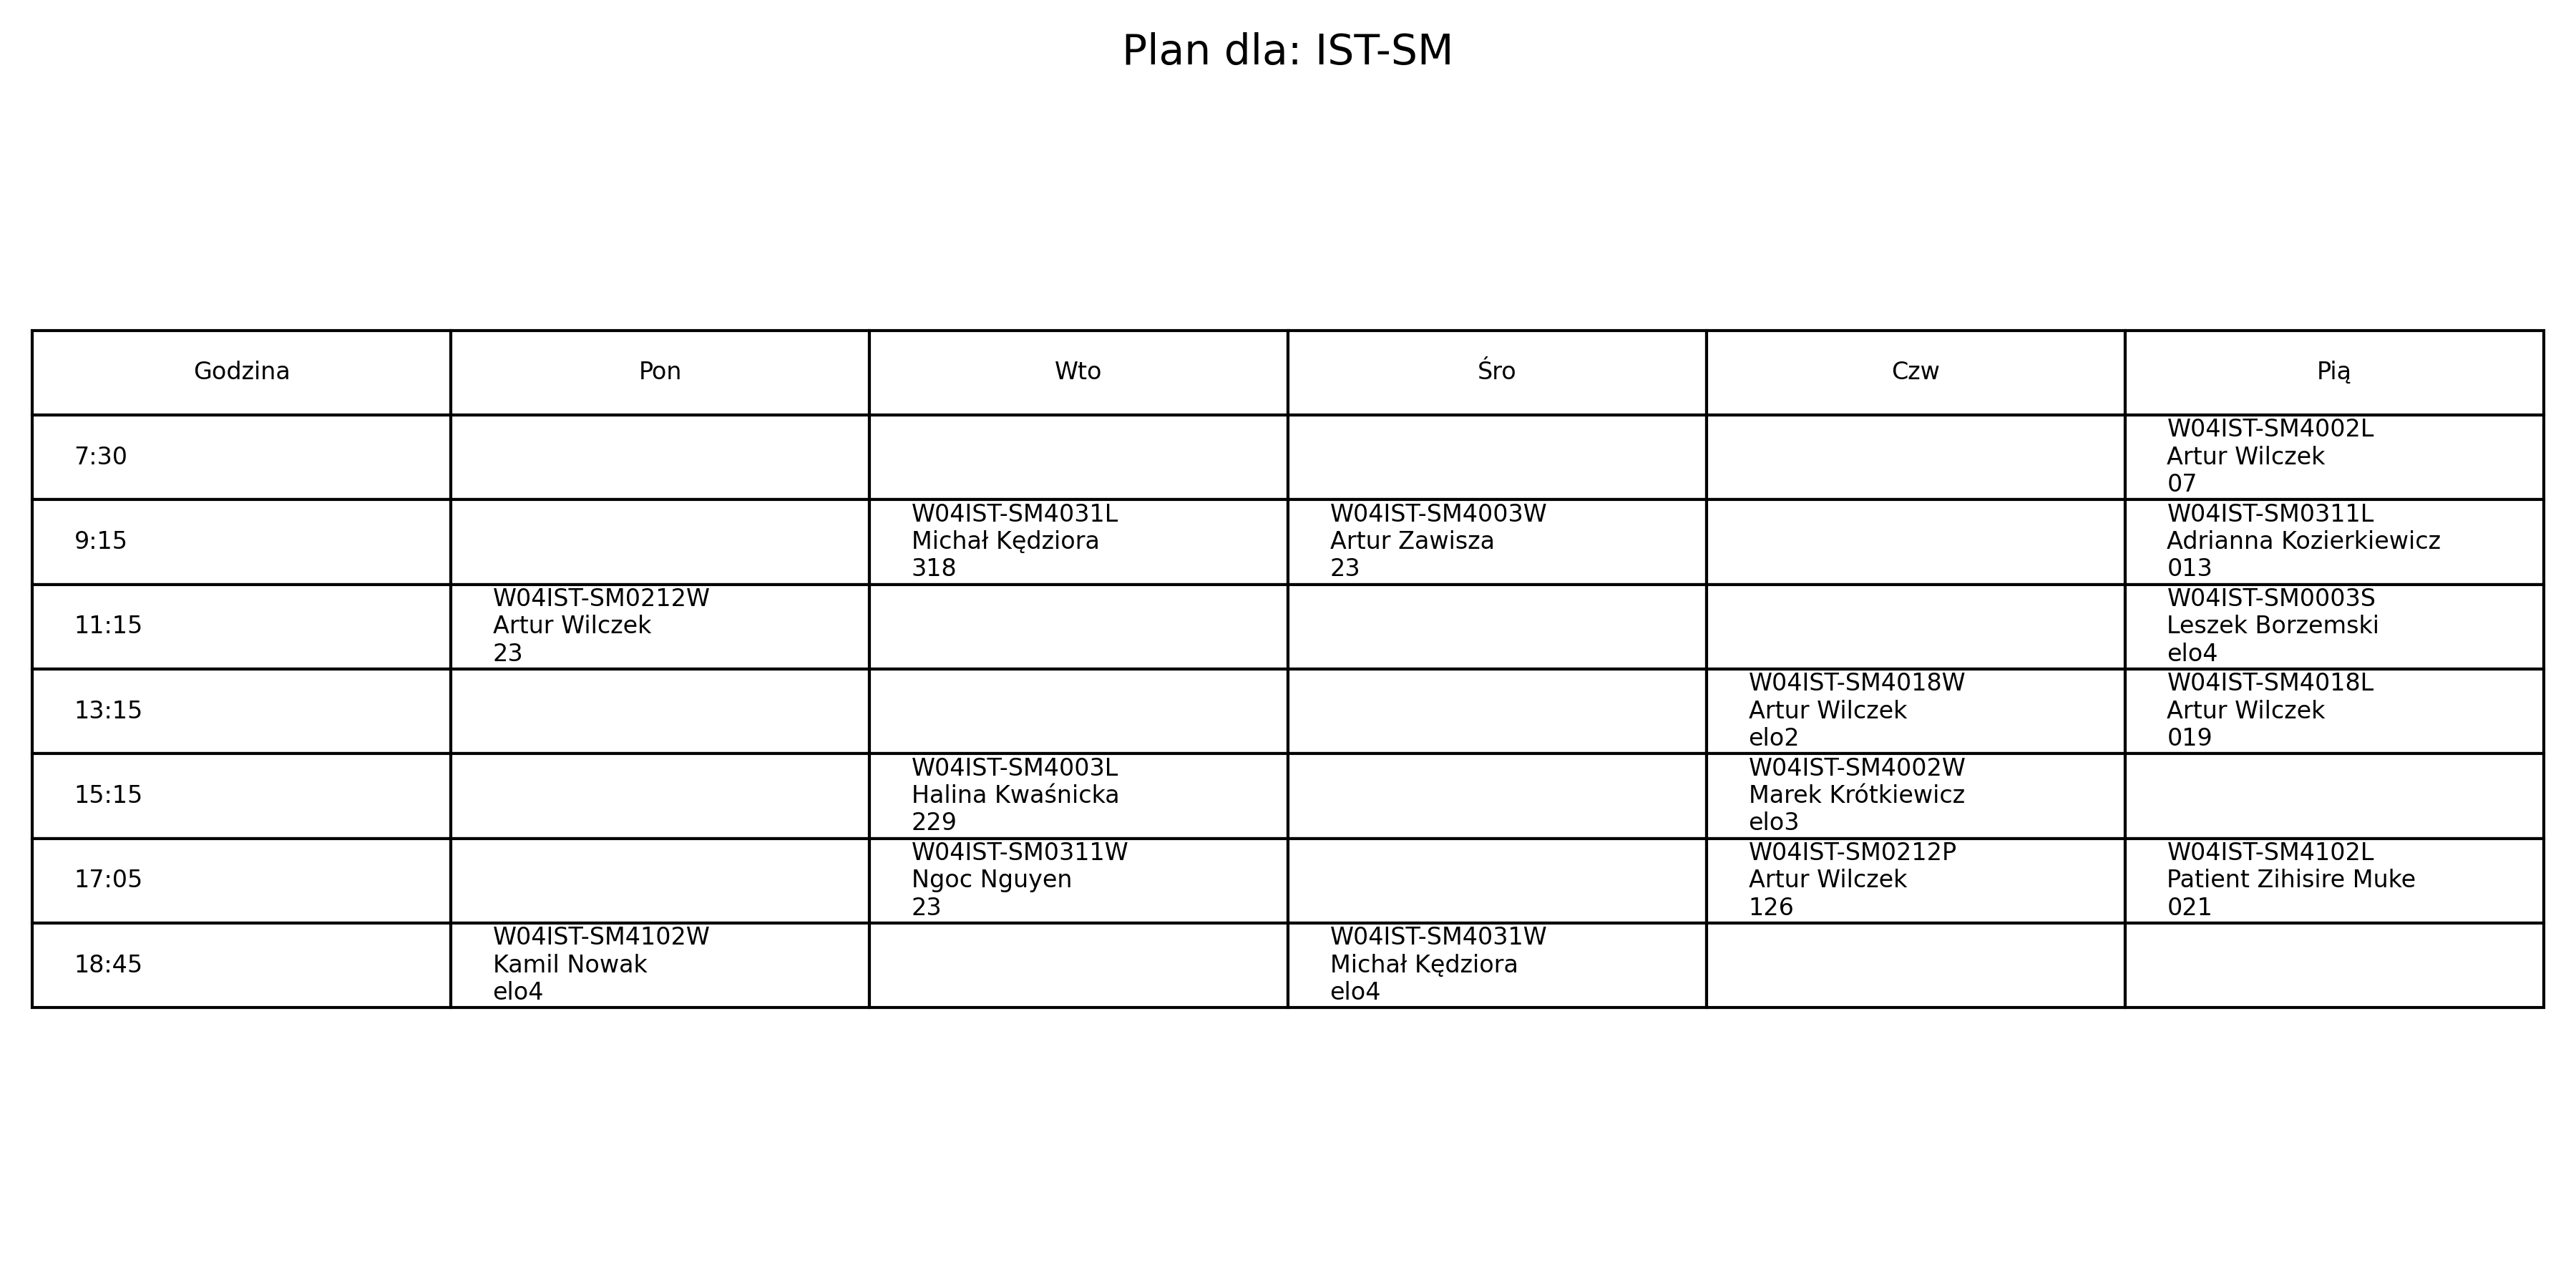 Plan dla: IST-SM
Godzina
Pon
Wto
Śro
Czw
Pią
7:30
W04IST-SM4002L
Artur Wilczek
07
9:15
W04IST-SM4031L
Michał Kędziora
318
W04IST-SM4003W
Artur Zawisza
23
W04IST-SM0311L
Adrianna Kozierkiewicz
013
11:15
W04IST-SM0212W
Artur Wilczek
23
W04IST-SM0003S
Leszek Borzemski
elo4
13:15
W04IST-SM4018W
Artur Wilczek
elo2
W04IST-SM4018L
Artur Wilczek
019
15:15
W04IST-SM4003L
Halina Kwaśnicka
229
W04IST-SM4002W
Marek Krótkiewicz
elo3
17:05
W04IST-SM0311W
Ngoc Nguyen
23
W04IST-SM0212P
Artur Wilczek
126
W04IST-SM4102L
Patient Zihisire Muke
021
18:45
W04IST-SM4102W
Kamil Nowak
elo4
W04IST-SM4031W
Michał Kędziora
elo4